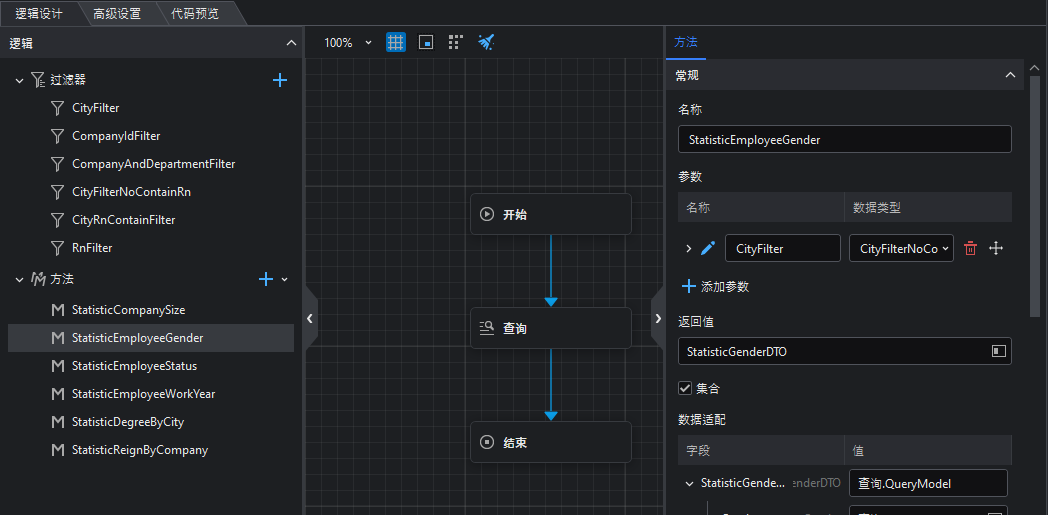 逻辑设计 高级设置 代码预览
逻辑
过滤器
CityFilter
CompanyIdFilter
CompanyAndDepartmentFilter
CityFilterNoContainRn
CityRnContainFilter
RnFilter
方法
StatisticCompanySize
StatisticEmployeeGender
StatisticEmployeeStatus
StatisticEmployeeWorkYear
StatisticDegreeByCity
StatisticReignByCompany
100%
开始
查询
结束
方法
常规
名称
StatisticEmployeeGender
参数
名称 数据类型
CityFilter CityFilterNoCo
添加参数
返回值
StatisticGenderDTO
集合
数据适配
字段 值
StatisticGende... enderDTO 查询.QueryModel